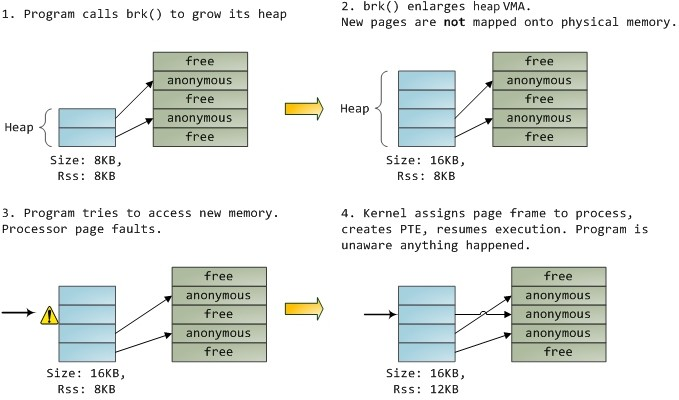 1. Program calls brk() to grow its heap
free
anonymous
free
anonymous
free
Heap
Size: 8KB,
Rss: 8KB
2. brk() enlarges heap VMA.
New pages are not mapped onto physical memory.
free
anonymous
free
anonymous
free
Heap
Size: 16KB,
Rss: 8KB
3. Program tries to access new memory.
Processor page faults.
free
anonymous
free
anonymous
free
Size: 16KB,
Rss: 8KB
4. Kernel assigns page frame to process,
creates PTE, resumes execution. Program is
unaware anything happened.
free
anonymous
anonymous
anonymous
free
Size: 16KB,
Rss: 12KB